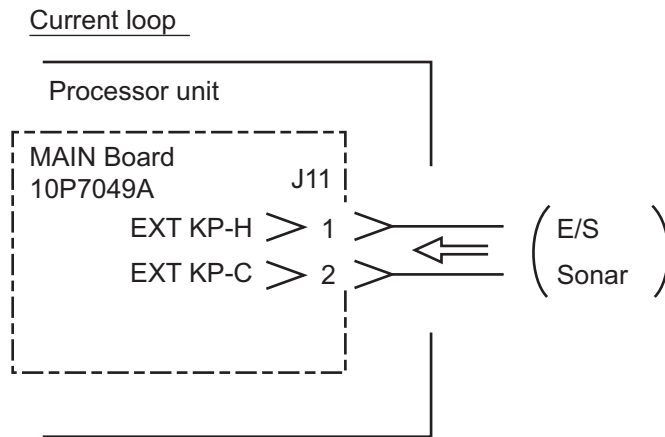 Current loop
Processor unit
MAIN Board
10P7049A
J11
EXT KP-H 1
E/S
EXT KP-C 2
Sonar